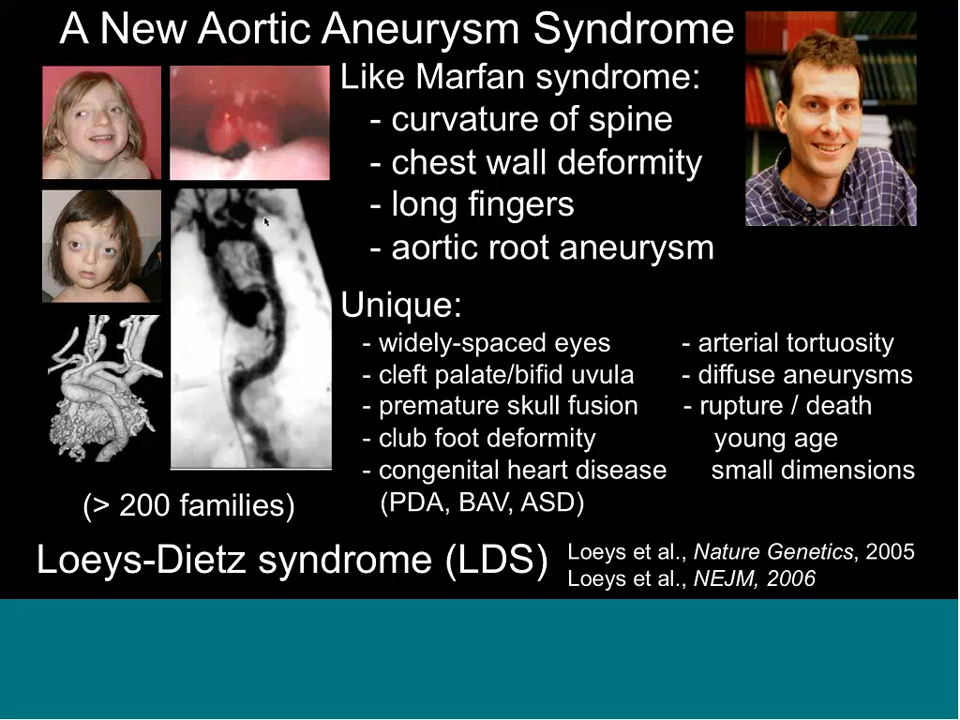 A New Aortic Aneurysm Syndrome
Like Marfan syndrome:
- curvature of spine
- chest wall deformity
- long fingers
- aortic root aneurysm
Unique:
- widely-spaced eyes
- cleft palate/bifid uvula
- premature skull fusion
- club foot deformity
- congenital heart disease
(PDA, BAV, ASD)
- arterial tortuosity
- diffuse aneurysms
- rupture / death
young age
small dimensions
(> 200 families)
Loeys-Dietz syndrome (LDS)
Loeys et al., Nature Genetics, 2005
Loeys et al., NEJM, 2006